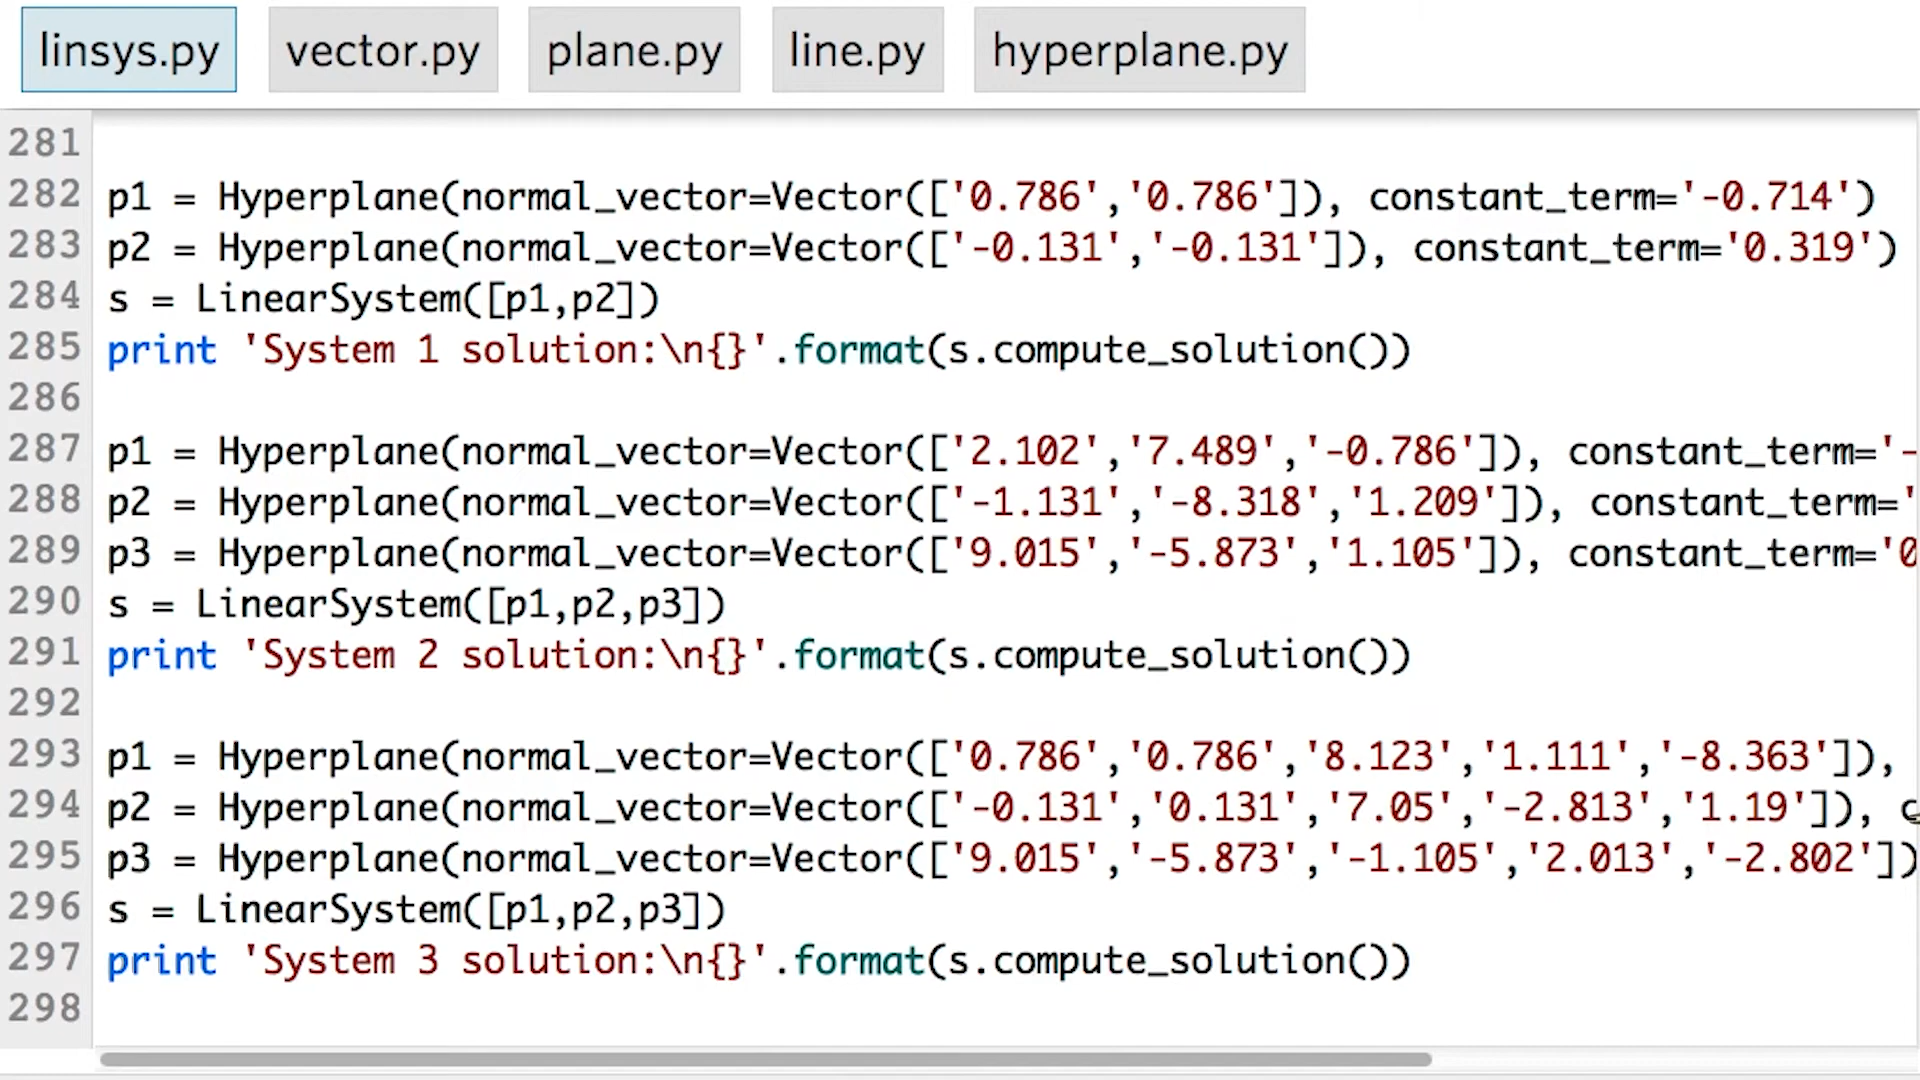 linsys.py vector.py plane.py line.py hyperplane.py
281
282 p1 = Hyperplane(normal_vector=Vector(['0.786','0.786']), constant_term='-0.714')
283 p2 = Hyperplane(normal_vector=Vector(['-0.131','-0.131']), constant_term='0.319')
284 s = LinearSystem([p1,p2])
285 print 'System 1 solution:\n{}'.format(s.compute_solution())
286
287 p1 = Hyperplane(normal_vector=Vector(['2.102','7.489','-0.786']), constant_term='-
288 p2 = Hyperplane(normal_vector=Vector(['-1.131','-8.318','1.209']), constant_term='
289 p3 = Hyperplane(normal_vector=Vector(['9.015','-5.873','1.105']), constant_term='0
290 s = LinearSystem([p1,p2,p3])
291 print 'System 2 solution:\n{}'.format(s.compute_solution())
292
293 p1 = Hyperplane(normal_vector=Vector(['0.786','0.786','8.123','1.111','-8.363']),
294 p2 = Hyperplane(normal_vector=Vector(['-0.131','0.131','7.05','-2.813','1.19']),
295 p3 = Hyperplane(normal_vector=Vector(['9.015','-5.873','-1.105','2.013','-2.802'])
296 s = LinearSystem([p1,p2,p3])
297 print 'System 3 solution:\n{}'.format(s.compute_solution())
298